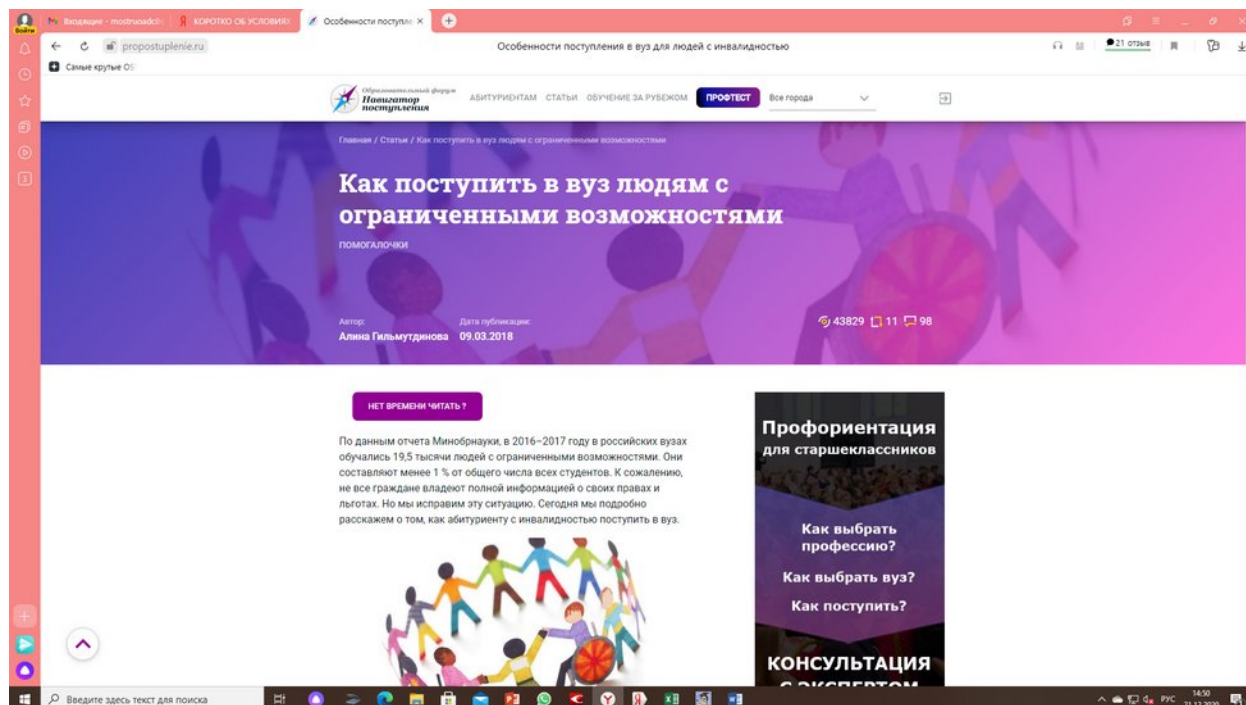 Войти
Входящие - mostruoadcit
КОРОТКО ОБ УСЛОВИЯХ
Особенности поступле
propostuplenie.ru
Особенности поступления в вуз для людей с инвалидностью
21 отзыв
Самые крутые OS
Образовательный форум
Навигатор
поступления
АБИТУРИЕНТАМ СТАТЬИ ОБУЧЕНИЕ ЗА РУБЕЖОМ ПРОФТЕСТ Все города
Главная / Статьи / Как поступить в вуз людям с ограниченными возможностями
Как поступить в вуз людям с
ограниченными возможностями
ПОМОГАЛОЧКИ
Автор:
Алина Гильмутдинова
Дата публикации:
09.03.2018
43829 11 98
НЕТ ВРЕМЕНИ ЧИТАТЬ ?
По данным отчета Минобрнауки, в 2016–2017 году в российских вузах
обучались 19,5 тысячи людей с ограниченными возможностями. Они
составляют менее 1 % от общего числа всех студентов. К сожалению,
не все граждане владеют полной информацией о своих правах и
льготах. Но мы исправим эту ситуацию. Сегодня мы подробно
расскажем о том, как абитуриенту с инвалидностью поступить в вуз.
Профориентация
для старшеклассников
Как выбрать
профессию?
Как выбрать вуз?
Как поступить?
КОНСУЛЬТАЦИЯ
С ЭКСПЕРТОМ
Введите здесь текст для поиска
РУС
14:50
21.12.2020